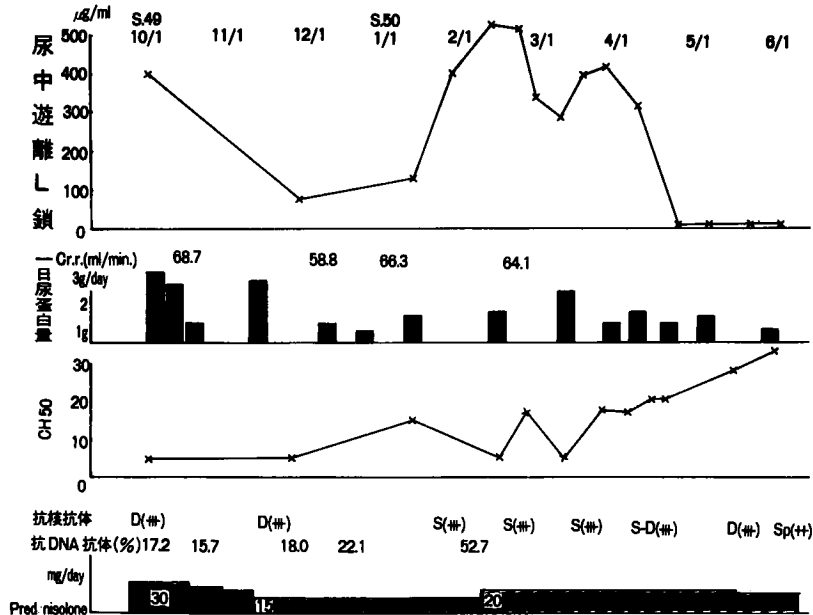 μg/ml
S.49 S.50
10/1 11/1 12/1 1/1 2/1 3/1 4/1 5/1 6/1
尿中遊離L鎖
500
400
300
200
100
0
Cr.r.(ml/min.) 68.7 58.8 66.3 64.1
一日尿蛋白量
3g/day
2
1g
CH50
30
20
10
0
抗核抗体 D(卌) D(卌) S(卌) S(卌) S(卌) S-D(卌) D(卌) Sp(++)
抗DNA抗体(%) 17.2 15.7 18.0 22.1 52.7
mg/day
Prednisolone 30 15 20